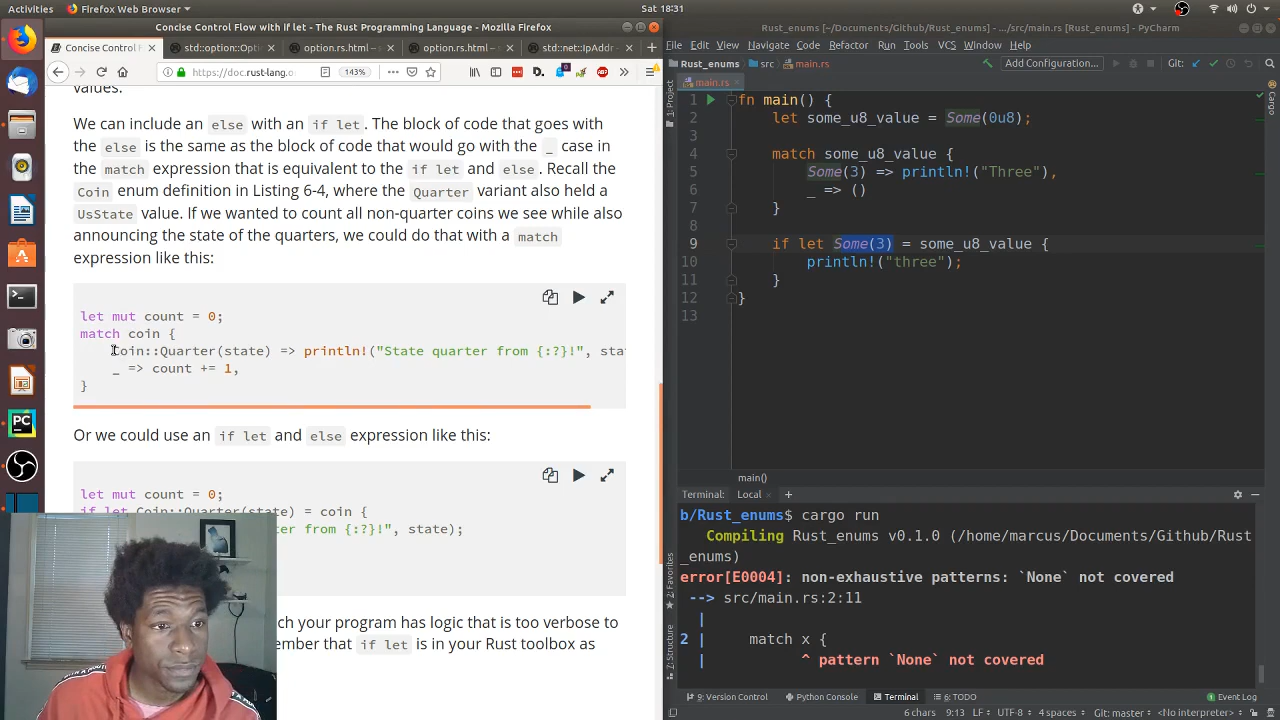 Activities
Firefox Web Browser
Sat 18:31
Concise Control Flow with if let - The Rust Programming Language - Mozilla Firefox
Rust_enums [~/Documents/Github/Rust_enums] - .../src/main.rs [Rust_enums] - PyCharm
Concise Control F
std::option::Opti
option.rs.html -
option.rs.html -
std::net::IpAddr -
File Edit View Navigate Code Refactor Run Tools VCS Window Help
https://doc.rust-lang.o
143%
Rust_enums
src
main.rs
Add Configuration...
Git:
main.rs
values.
We can include an else with an if let. The block of code that goes with
the else is the same as the block of code that would go with the _ case in
the match expression that is equivalent to the if let and else. Recall the
Coin enum definition in Listing 6-4, where the Quarter variant also held a
UsState value. If we wanted to count all non-quarter coins we see while also
announcing the state of the quarters, we could do that with a match
expression like this:
let mut count = 0;
match coin {
Coin::Quarter(state) => println!("State quarter from {:?}!", sta
_ => count += 1,
}
Or we could use an if let and else expression like this:
let mut count = 0;
if let Coin::Quarter(state) = coin {
ter from {:?}!", state);
ch your program has logic that is too verbose to
ember that if let is in your Rust toolbox as
1: Project
Cargo
1 fn main() {
2 let some_u8_value = Some(0u8);
3
4 match some_u8_value {
5 Some(3) => println!("Three"),
6 _ => ()
7 }
8
9 if let Some(3) = some_u8_value {
10 println!("three");
11 }
12 }
13
main()
Terminal: Local
b/Rust_enums$ cargo run
Compiling Rust_enums v0.1.0 (/home/marcus/Documents/Github/Rust
_enums)
error[E0004]: non-exhaustive patterns: `None` not covered
--> src/main.rs:2:11
|
2 | match x {
| ^ pattern `None` not covered
2: Favorites
7: Structure
9: Version Control
Python Console
Terminal
6: TODO
Event Log
6 chars 9:13 LF UTF-8 4 spaces Git: master <No interpreter>